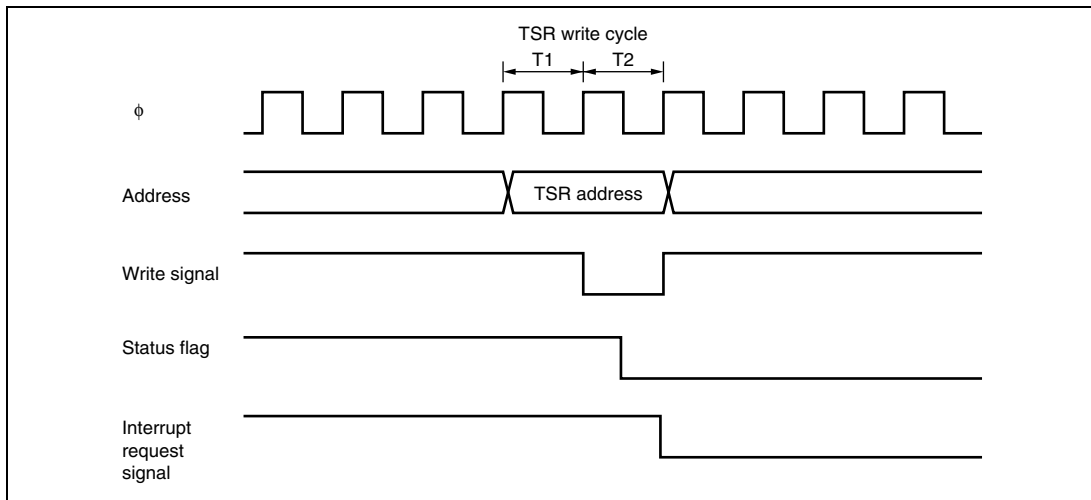 TSR write cycle
T1 T2
ϕ
Address
TSR address
Write signal
Status flag
Interrupt
request
signal